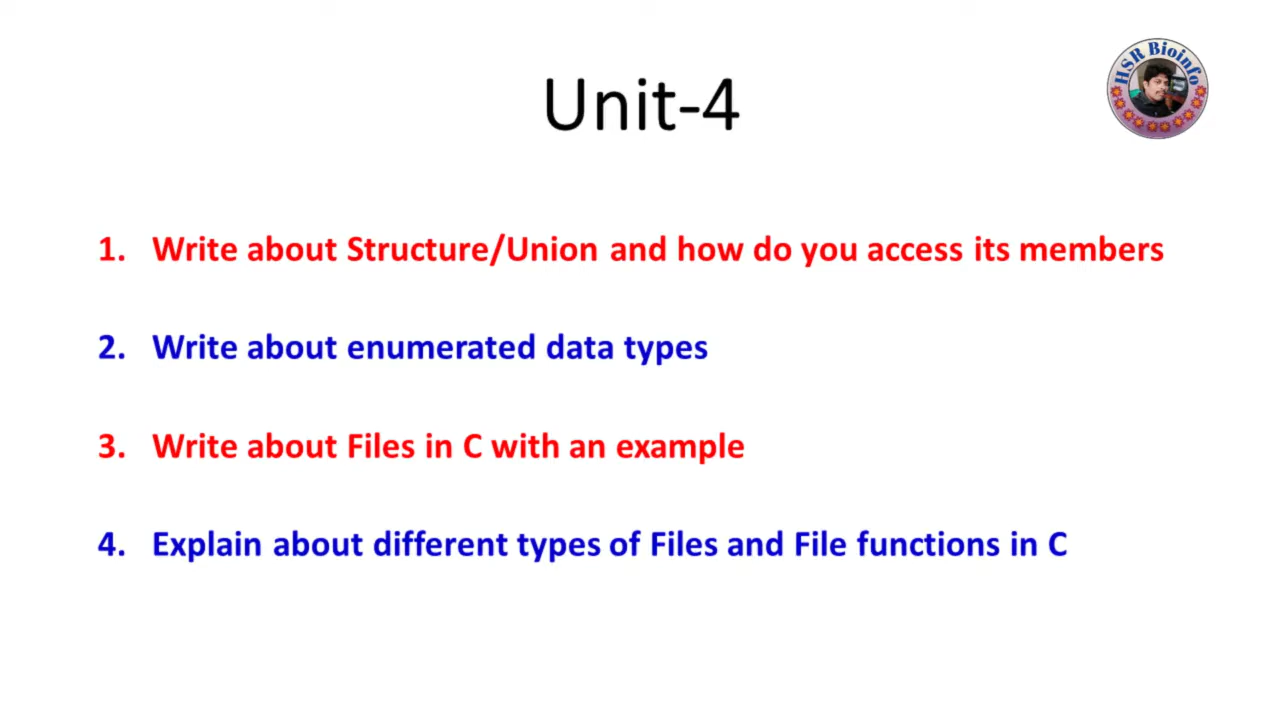 HSR Bioinfo
Unit-4
1. Write about Structure/Union and how do you access its members
2. Write about enumerated data types
3. Write about Files in C with an example
4. Explain about different types of Files and File functions in C